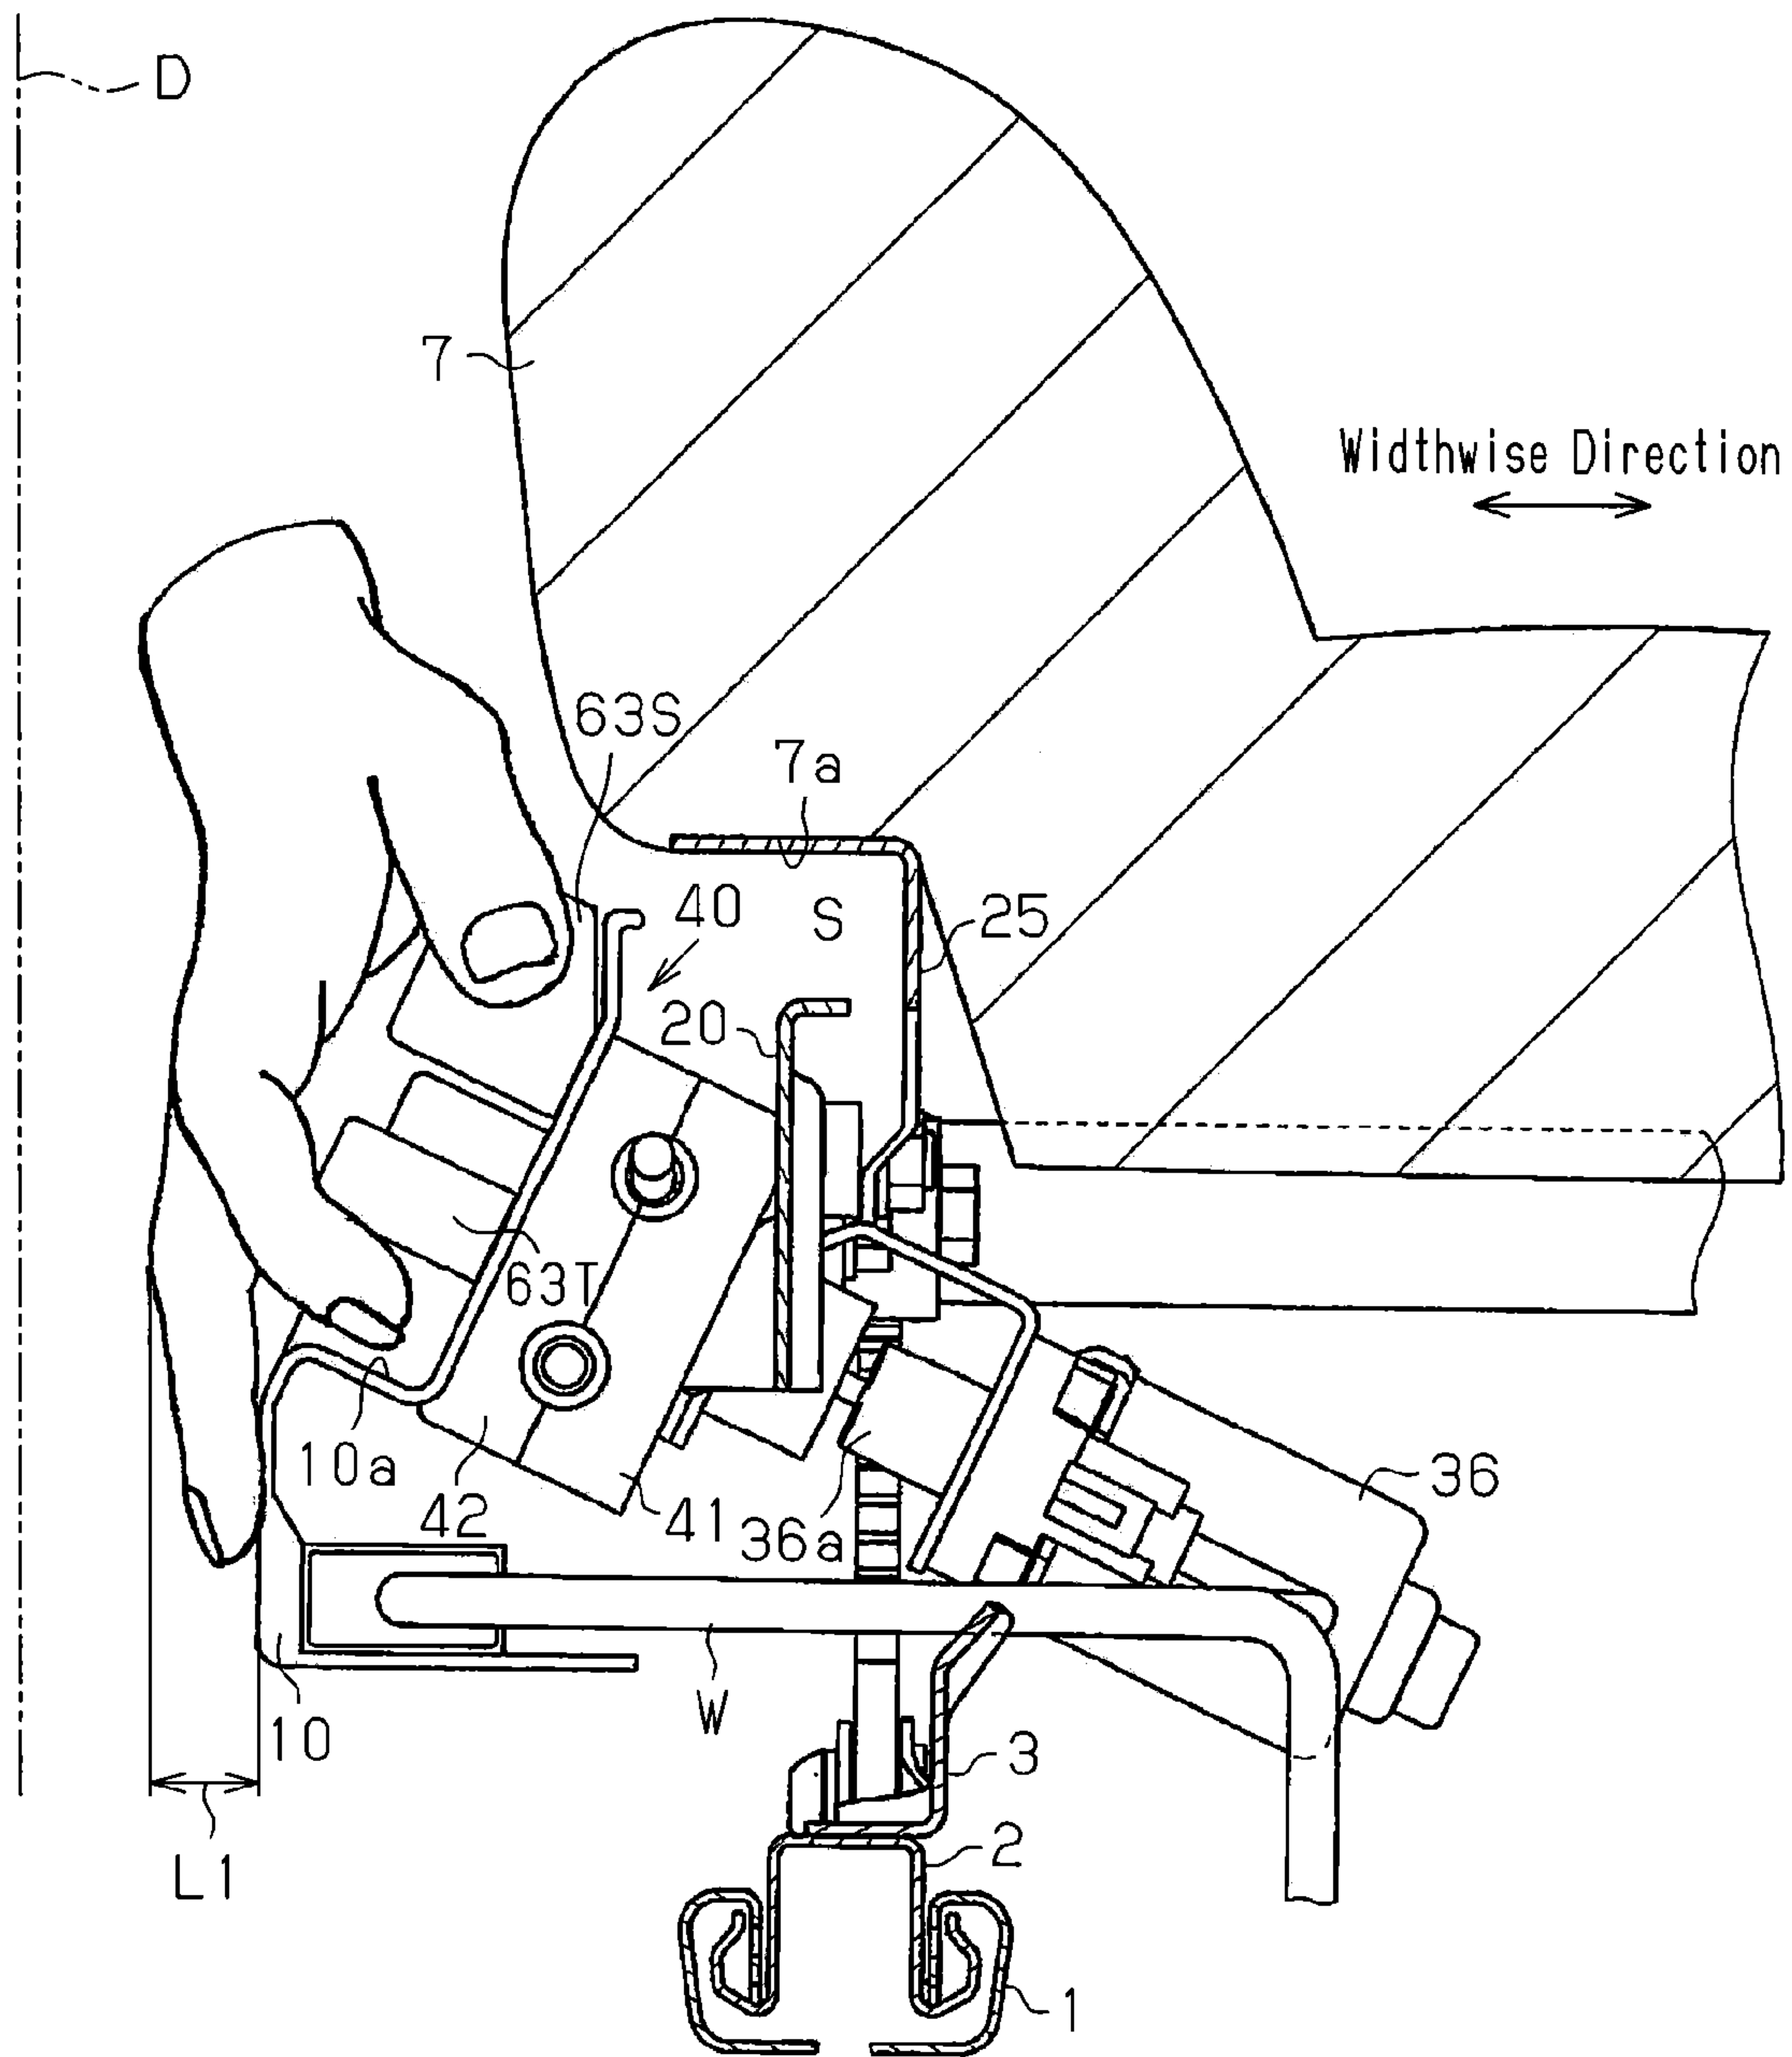 D
7
Widthwise Direction
63S
7a
40
S
25
20
63T
10a
42
41
36a
36
10
W
3
L1
2
1